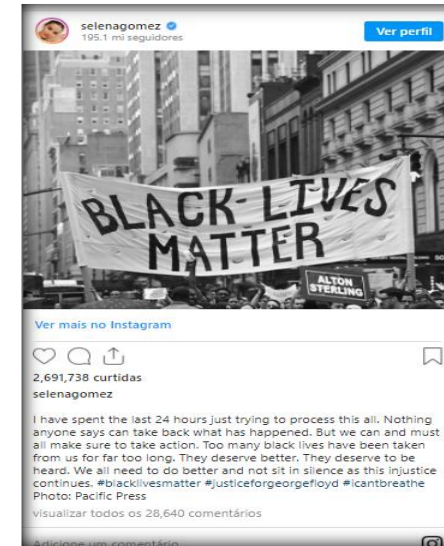 selenagomez
195.1 mi seguidores
Ver perfil
BLACK LIVES
MATTER
ALTON
STERLING
Ver mais no Instagram
2,691,738 curtidas
selenagomez
I have spent the last 24 hours just trying to process this all. Nothing
anyone says can take back what has happened. But we can and must
all make sure to take action. Too many black lives have been taken
from us for far too long. They deserve better. They deserve to be
heard. We all need to do better and not sit in silence as this injustice
continues. #blacklivesmatter #justiceforgeorgefloyd #icantbreathe
Photo: Pacific Press
visualizar todos os 28,640 comentários
Adicione um comentário